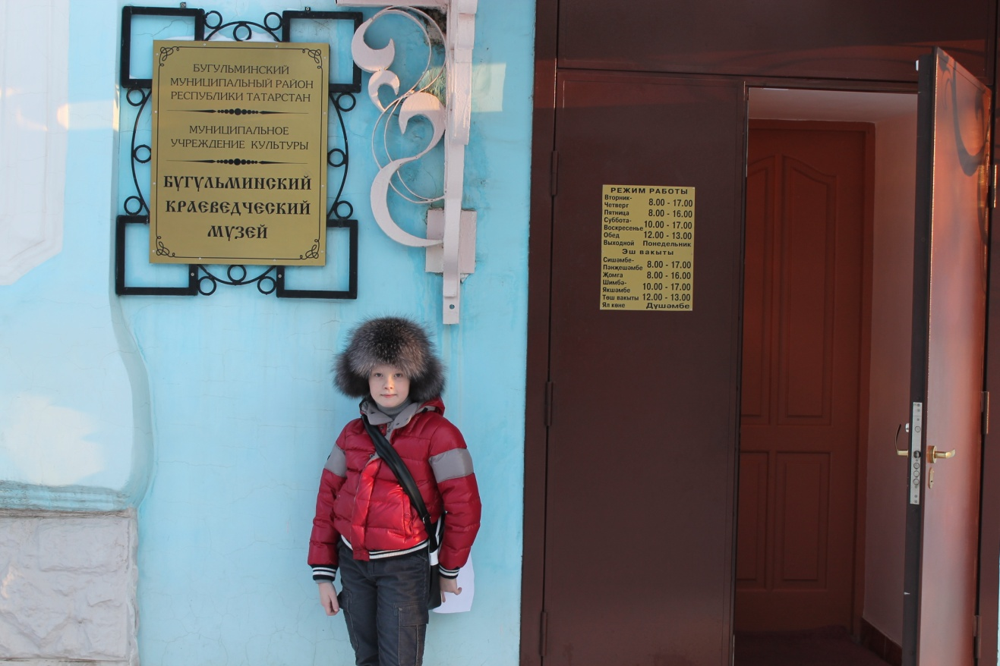 БУГУЛЬМИНСКИЙ
МУНИЦИПАЛЬНЫЙ РАЙОН
РЕСПУБЛИКИ ТАТАРСТАН
МУНИЦИПАЛЬНОЕ
УЧРЕЖДЕНИЕ КУЛЬТУРЫ
БУГУЛЬМИНСКИЙ
КРАЕВЕДЧЕСКИЙ
МУЗЕЙ
РЕЖИМ РАБОТЫ
Вторник-
Четверг 8.00 - 17.00
Пятница 8.00 - 16.00
Суббота-
Воскресенье 10.00 - 17.00
Обед 12.00 - 13.00
Выходной Понедельник
Эш вакыты
Сишәмбе-
Пәнҗешәмбе 8.00 - 17.00
Җомга 8.00 - 16.00
Шимбә-
Якшәмбе 10.00 - 17.00
Төш вакыты 12.00 - 13.00
Ял көне Дүшәмбе